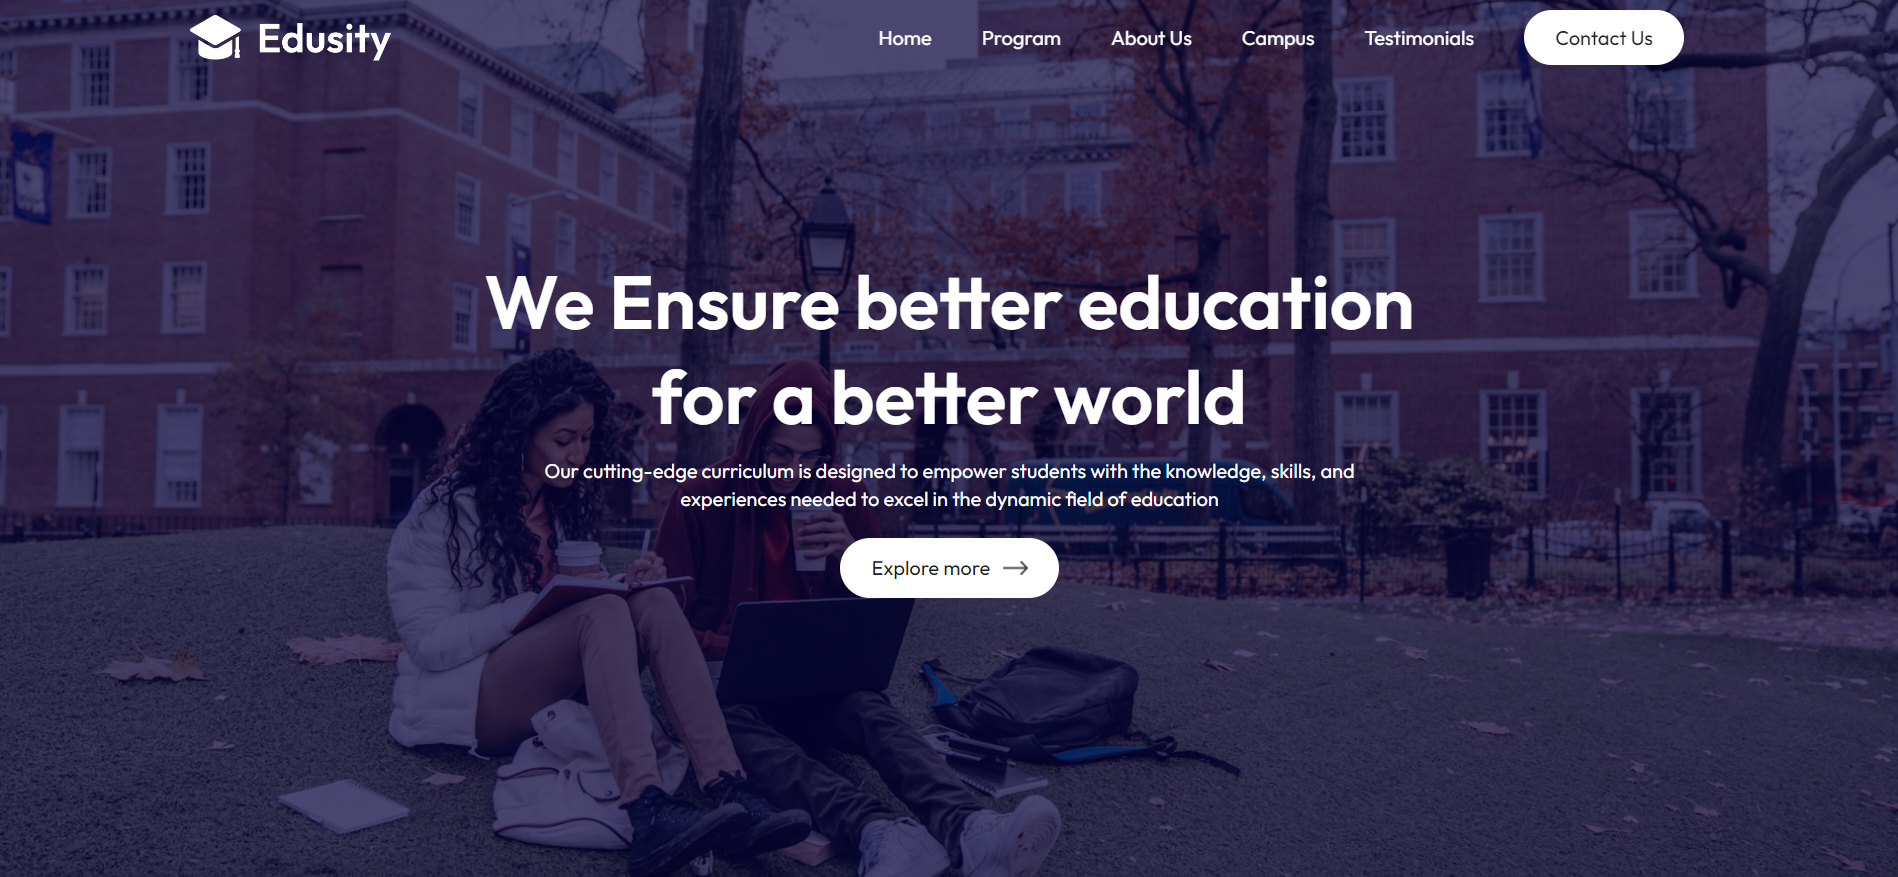 Edusity
Home Program About Us Campus Testimonials Contact Us
We Ensure better education
for a better world
Our cutting-edge curriculum is designed to empower students with the knowledge, skills, and
experiences needed to excel in the dynamic field of education
Explore more